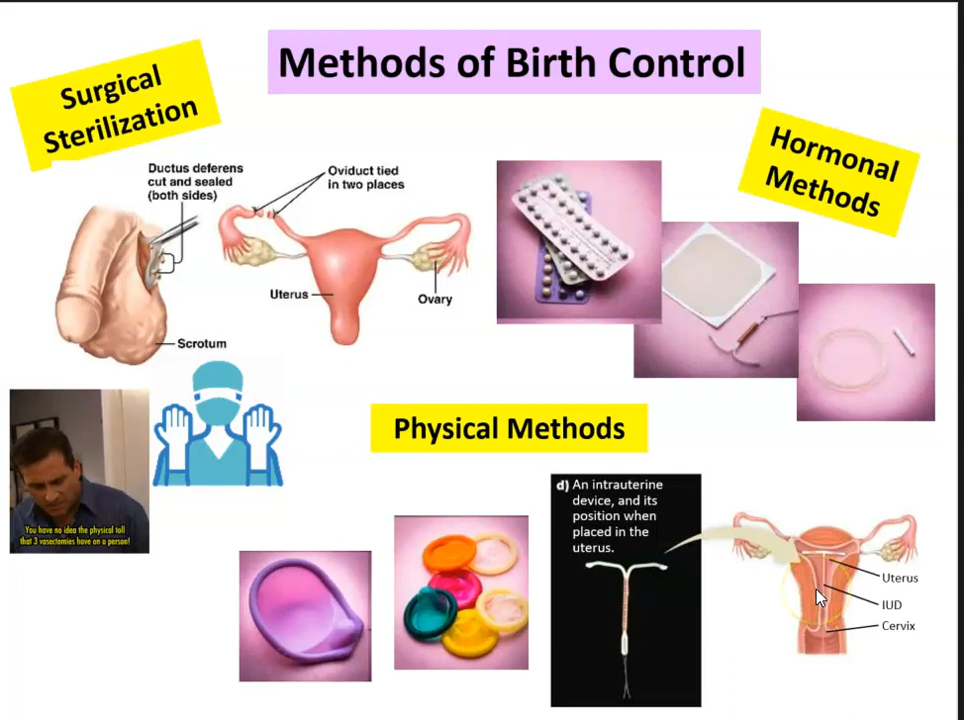 Methods of Birth Control
Surgical
Sterilization
Hormonal
Methods
Ductus deferens
cut and sealed
(both sides)
Oviduct tied
in two places
Uterus
Ovary
Scrotum
Physical Methods
You have no idea the physical toll
that 3 vasectomies have on a person!
d) An intrauterine
device, and its
position when
placed in the
uterus.
Uterus
IUD
Cervix